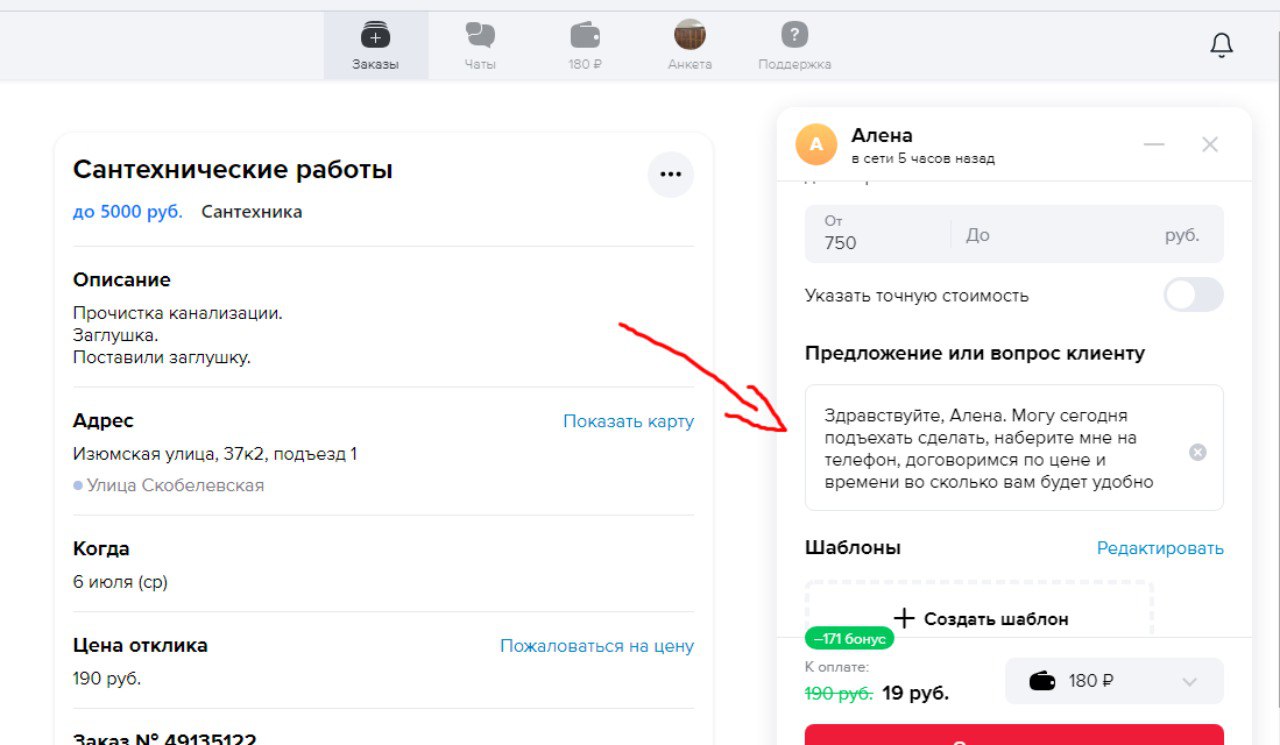 Заказы
Чаты
180 ₽
Анкета
Поддержка
Сантехнические работы
до 5000 руб. Сантехника
Описание
Прочистка канализации.
Заглушка.
Поставили заглушку.
Адрес
Показать карту
Изюмская улица, 37к2, подъезд 1
Улица Скобелевская
Когда
6 июля (ср)
Цена отклика
Пожаловаться на цену
190 руб.
Заказ № 49135122
А
Алена
в сети 5 часов назад
От
750
До
руб.
Указать точную стоимость
Предложение или вопрос клиенту
Здравствуйте, Алена. Могу сегодня
подъехать сделать, наберите мне на
телефон, договоримся по цене и
времени во сколько вам будет удобно
Шаблоны
Редактировать
Создать шаблон
–171 бонус
К оплате:
190 руб. 19 руб.
180 ₽